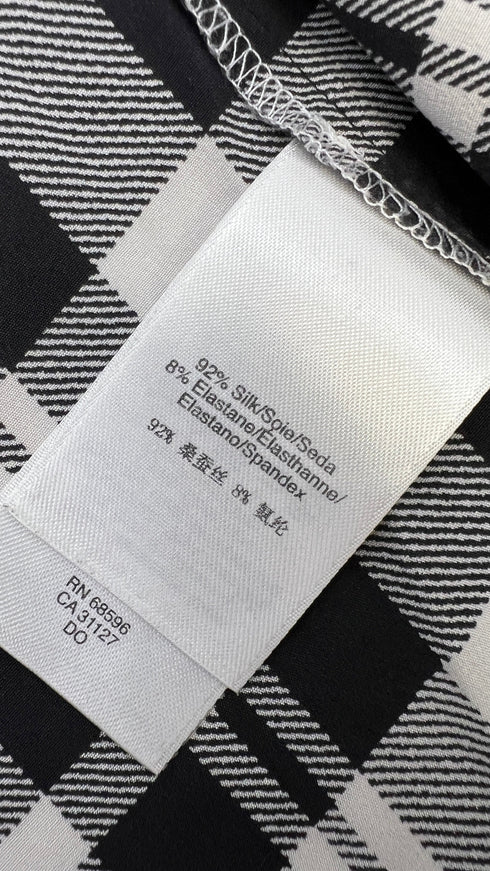 92% Silk/Soie/Seda
8% Elastane/Elasthanne/
Elastano/Spandex
92% 桑蚕丝 8% 氨纶
RN 68596
CA 31127
DO